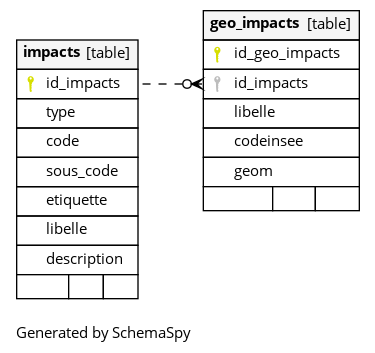 impacts [table]
id_impacts
type
code
sous_code
etiquette
libelle
description
geo_impacts [table]
id_geo_impacts
id_impacts
libelle
codeinsee
geom
Generated by SchemaSpy